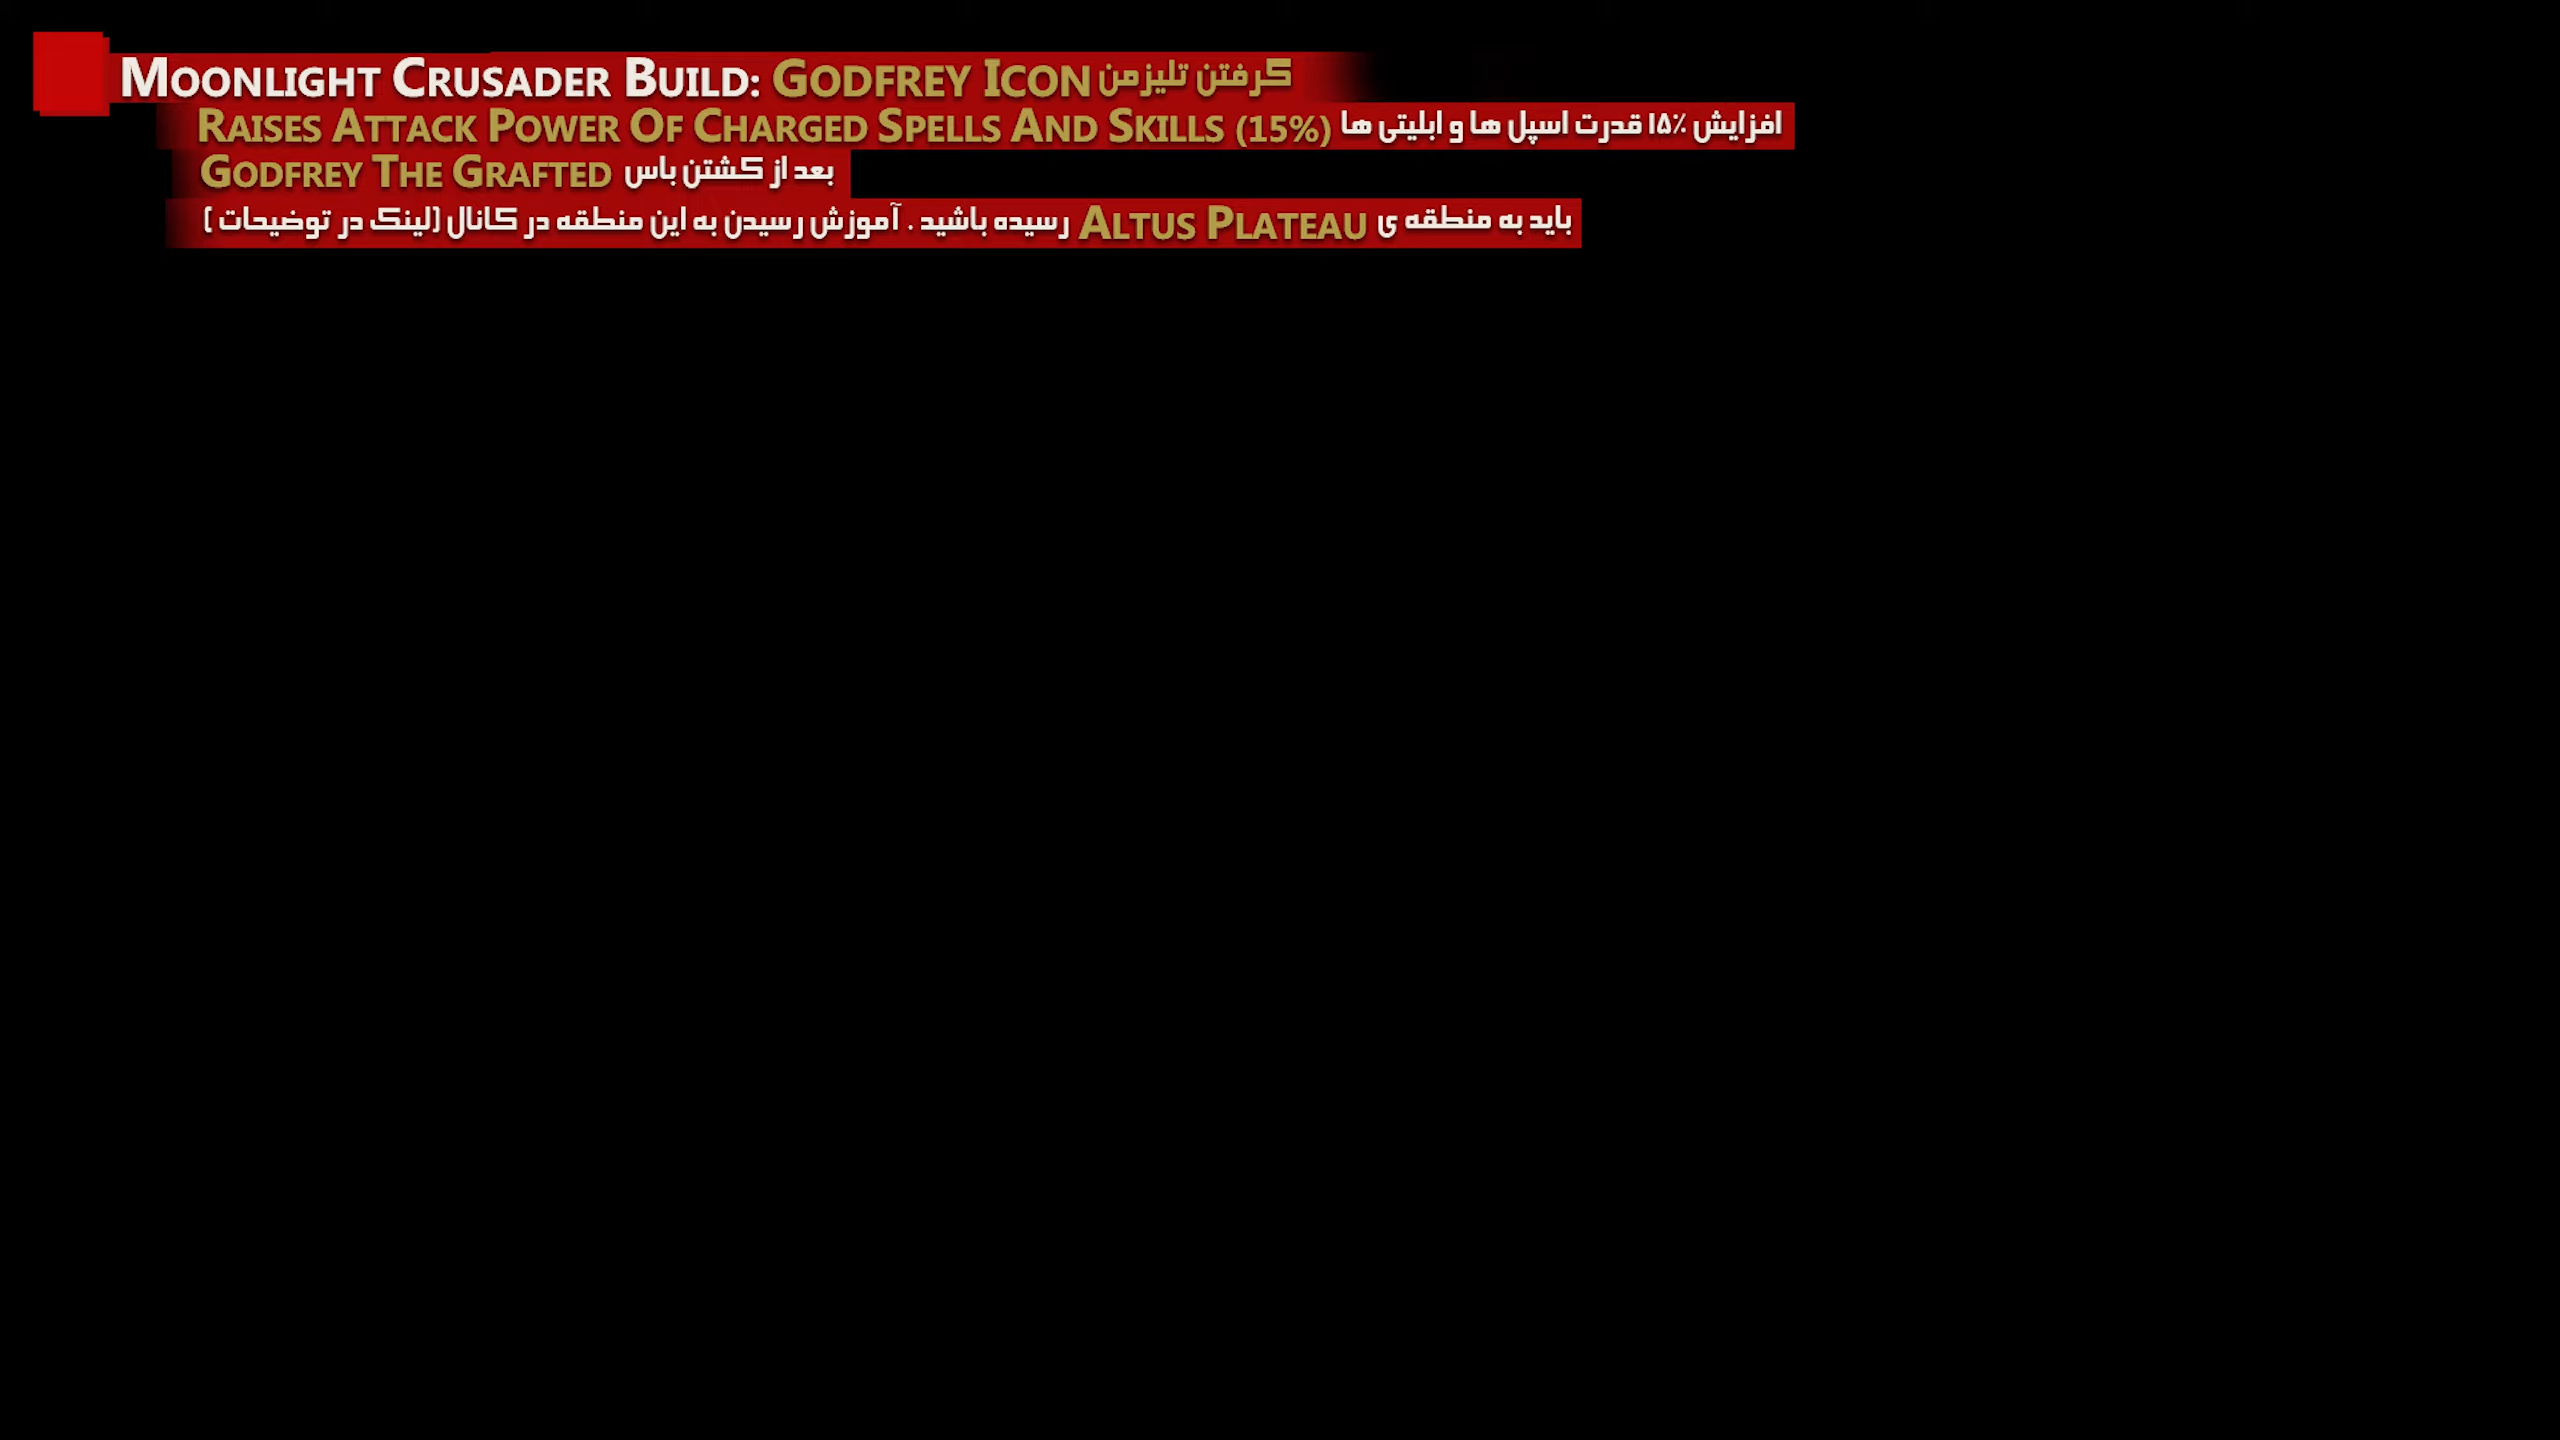 Moonlight Crusader Build: Godfrey Icon گرفتن تلیزمن
Raises Attack Power Of Charged Spells And Skills (15%) افزایش ۱۵٪ قدرت اسپل ها و ابلیتی ها
Godfrey The Grafted بعد از کشتن باس
باید به منطقه ی Altus Plateau رسیده باشید . آموزش رسیدن به این منطقه در کانال (لینک در توضیحات )